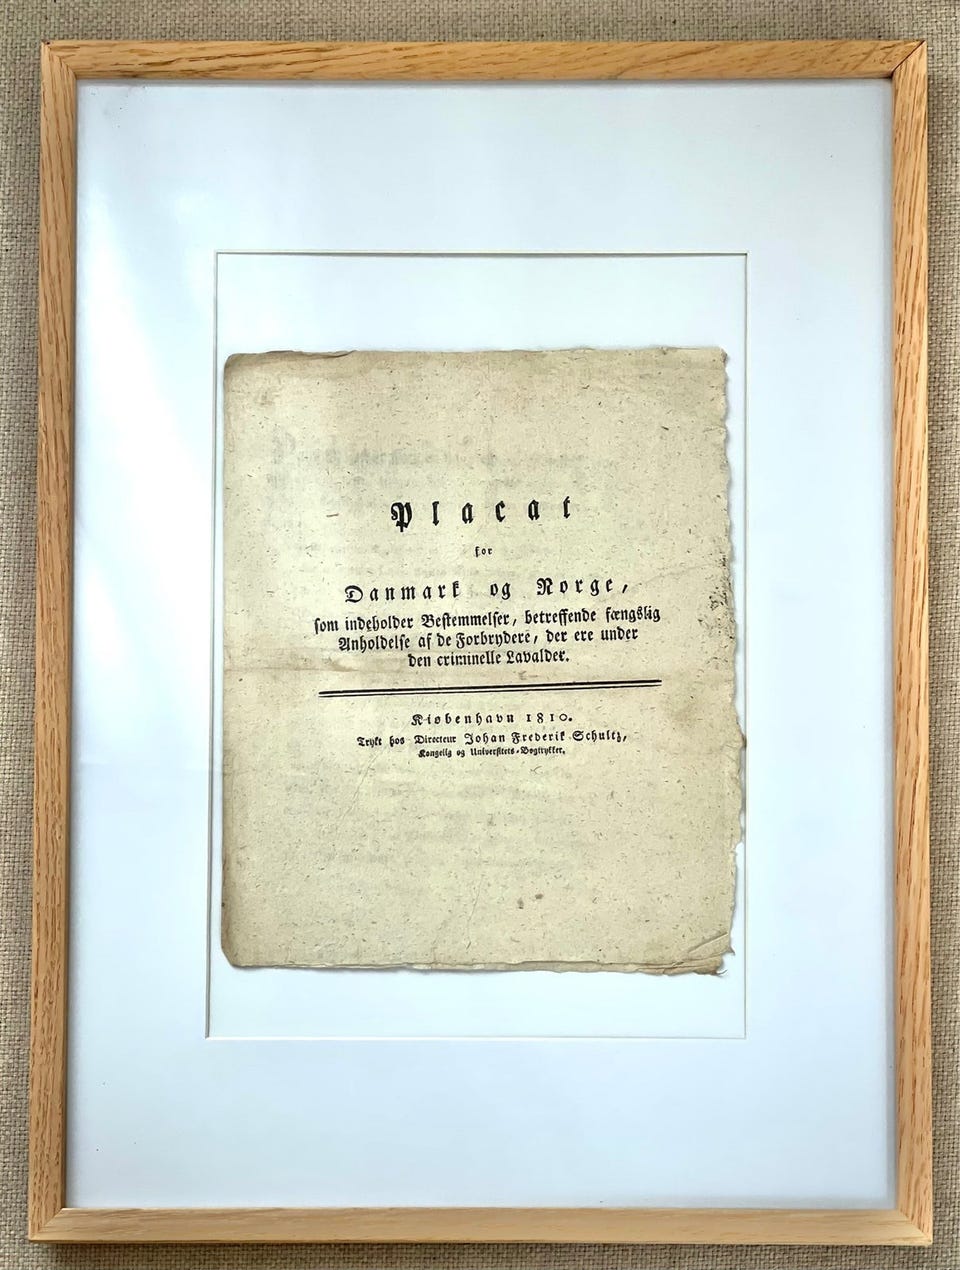 Placat
for
Danmark og Norge,
som indeholder Bestemmelser, betreffende fængslig
Anholdelse af de Forbrydere, der ere under
den criminelle Lavalder.
Kiøbenhavn 1810.
Trykt hos Directeur Johan Frederik Schultz,
Kongelig og Universitets-Bogtrykker.